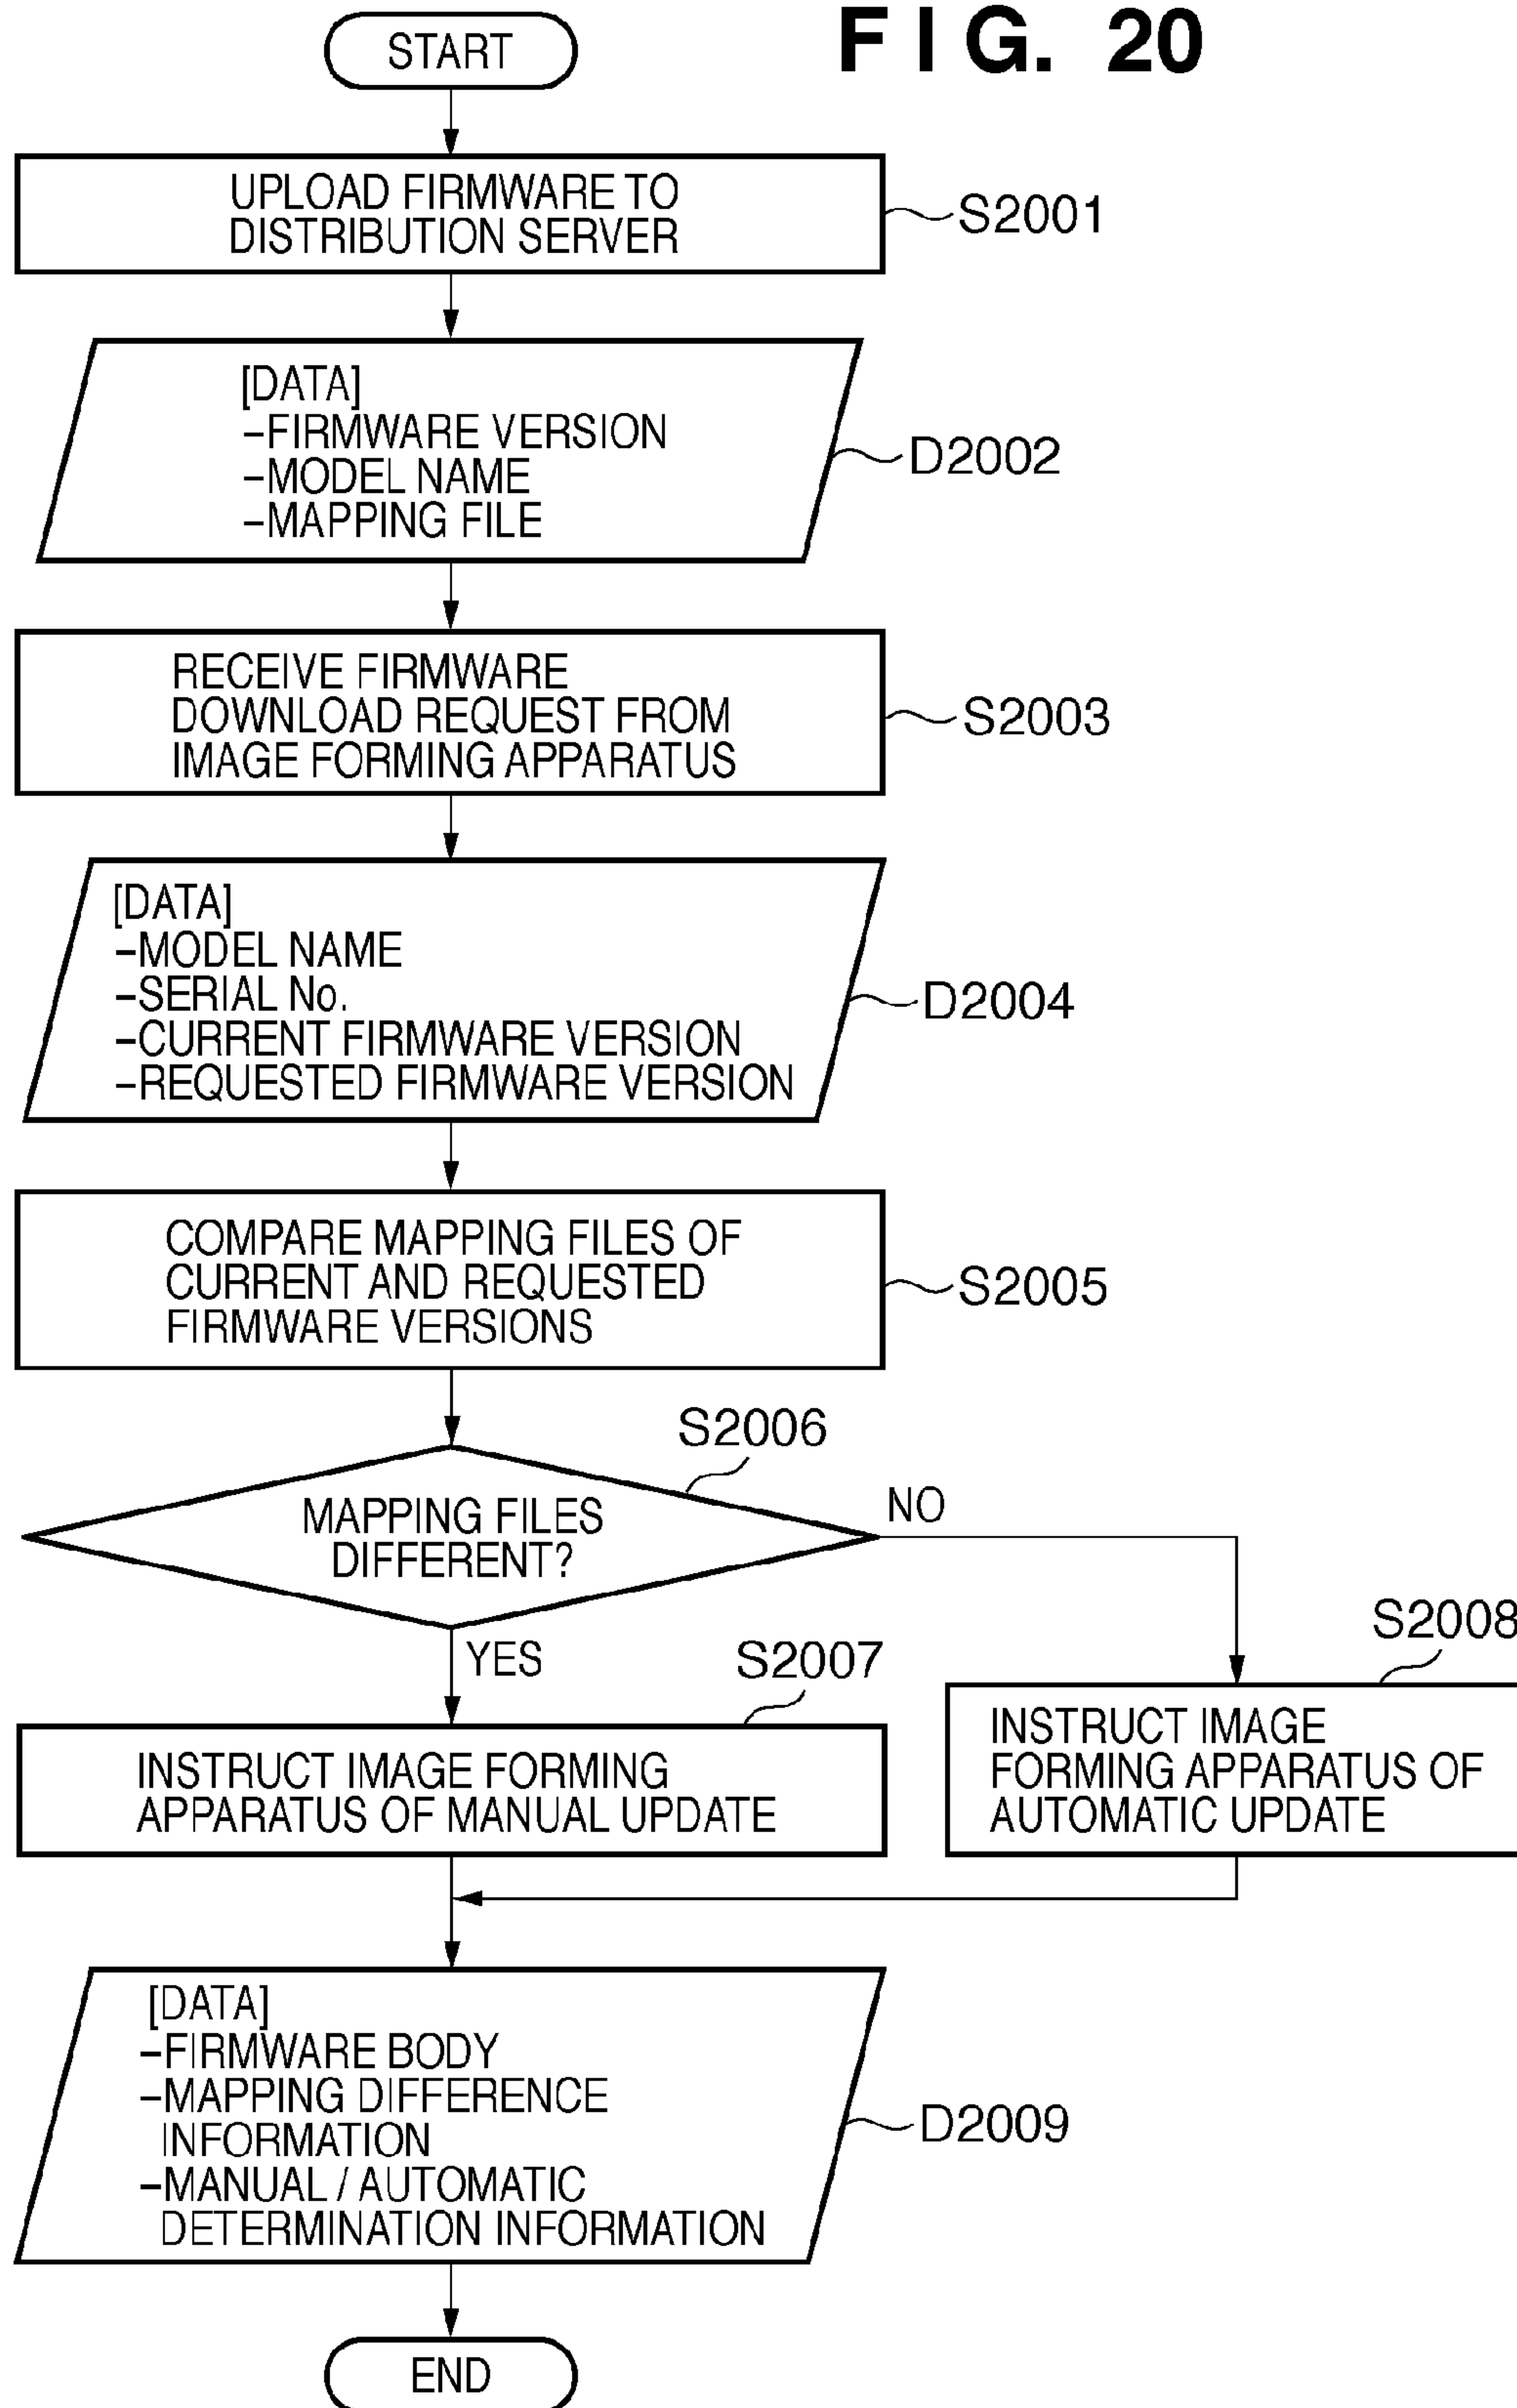 FIG. 20
START
UPLOAD FIRMWARE TO
DISTRIBUTION SERVER
S2001
[DATA]
–FIRMWARE VERSION
–MODEL NAME
–MAPPING FILE
D2002
RECEIVE FIRMWARE
DOWNLOAD REQUEST FROM
IMAGE FORMING APPARATUS
S2003
[DATA]
–MODEL NAME
–SERIAL No.
–CURRENT FIRMWARE VERSION
–REQUESTED FIRMWARE VERSION
D2004
COMPARE MAPPING FILES OF
CURRENT AND REQUESTED
FIRMWARE VERSIONS
S2005
S2006
MAPPING FILES
DIFFERENT?
NO
YES
S2007
INSTRUCT IMAGE FORMING
APPARATUS OF MANUAL UPDATE
S2008
INSTRUCT IMAGE
FORMING APPARATUS OF
AUTOMATIC UPDATE
[DATA]
–FIRMWARE BODY
–MAPPING DIFFERENCE
INFORMATION
–MANUAL / AUTOMATIC
DETERMINATION INFORMATION
D2009
END